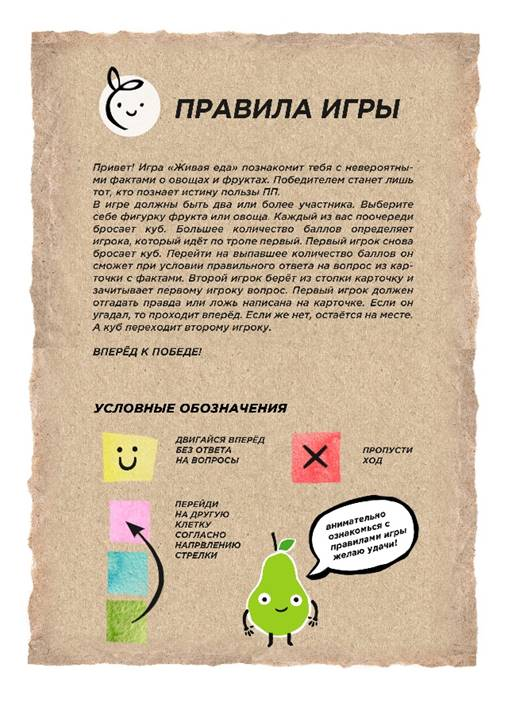 ПРАВИЛА ИГРЫ
Привет! Игра «Живая еда» познакомит тебя с невероятны-
ми фактами о овощах и фруктах. Победителем станет лишь
тот, кто познает истину пользы ПП.
В игре должны быть два или более участника. Выберите
себе фигурку фрукта или овоща. Каждый из вас поочереди
бросает куб. Большее количество баллов определяет
игрока, который идёт по тропе первый. Первый игрок снова
бросает куб. Перейти на выпавшее количество баллов он
сможет при условии правильного ответа на вопрос из кар-
точки с фактами. Второй игрок берёт из стопки карточку и
зачитывает первому игроку вопрос. Первый игрок должен
отгадать правда или ложь написана на карточке. Если он
угадал, то проходит вперёд. Если же нет, остаётся на месте.
А куб переходит второму игроку.
ВПЕРЁД К ПОБЕДЕ!
УСЛОВНЫЕ ОБОЗНАЧЕНИЯ
ДВИГАЙСЯ ВПЕРЁД
БЕЗ ОТВЕТА
НА ВОПРОСЫ
ПРОПУСТИ
ХОД
ПЕРЕЙДИ
НА ДРУГУЮ
КЛЕТКУ
СОГЛАСНО
НАПРВЛЕНИЮ
СТРЕЛКИ
внимательно
ознакомься с
правилами игры
желаю удачи!